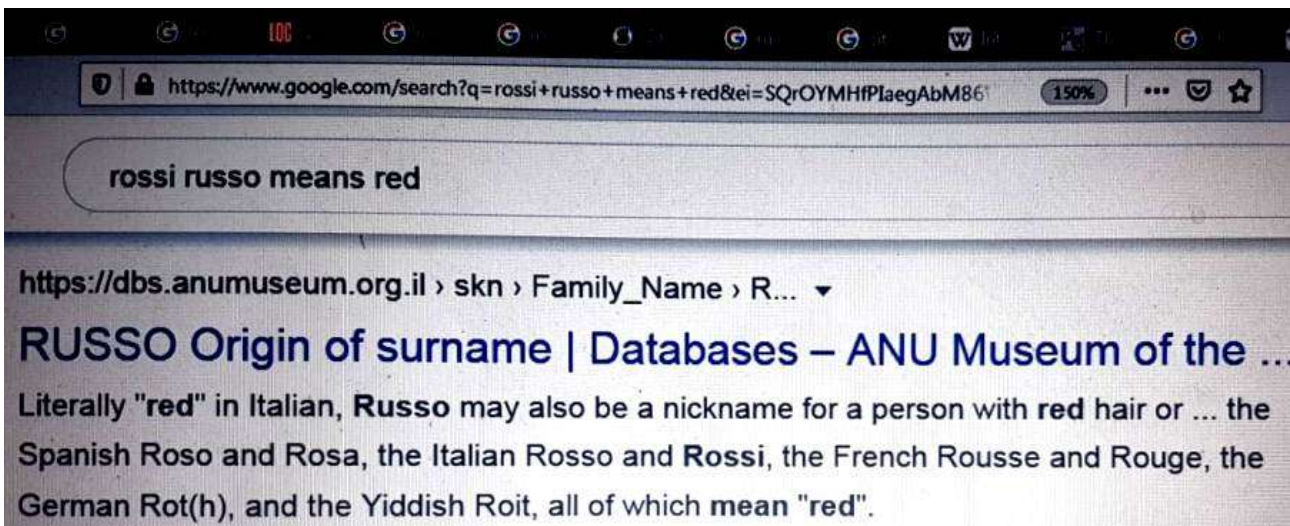 LOC
W
https://www.google.com/search?q=rossi+russo+means+red&ei=SQrOYMHfPIaegAbM86
150%
rossi russo means red
https://dbs.anumuseum.org.il › skn › Family_Name › R...
RUSSO Origin of surname | Databases – ANU Museum of the ...
Literally "red" in Italian, Russo may also be a nickname for a person with red hair or ... the
Spanish Roso and Rosa, the Italian Rosso and Rossi, the French Rousse and Rouge, the
German Rot(h), and the Yiddish Roit, all of which mean "red".